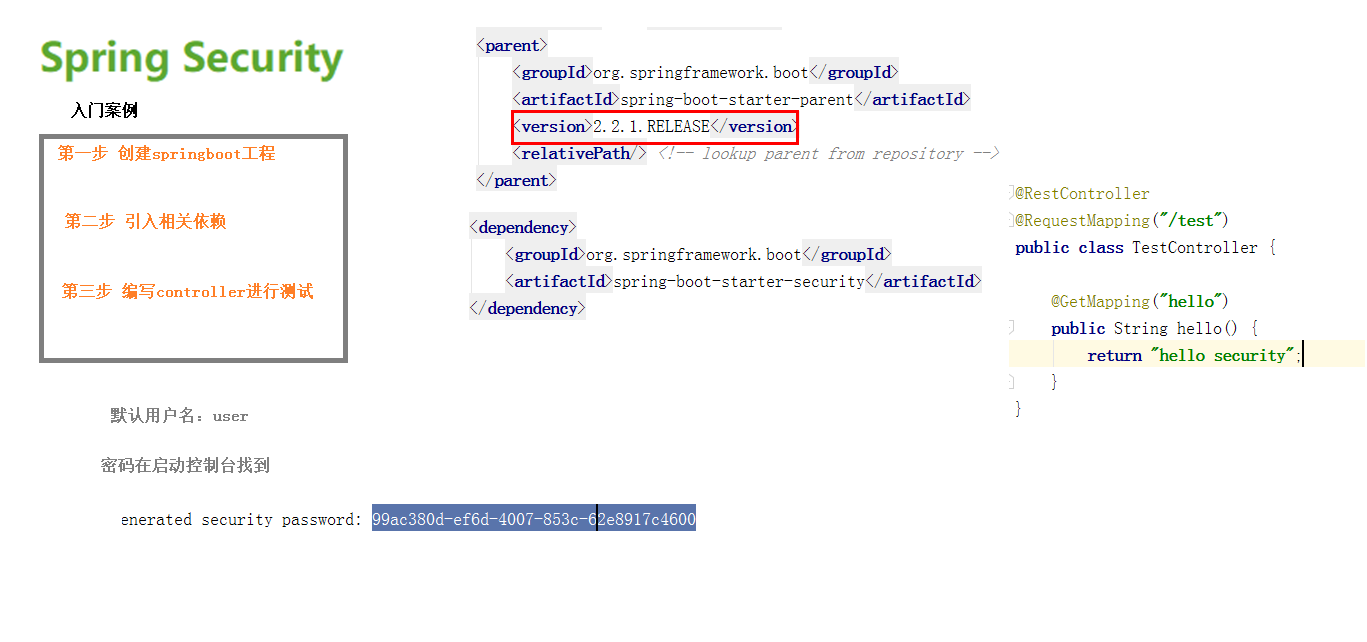 Spring Security
入门案例
第一步 创建springboot工程
第二步 引入相关依赖
第三步 编写controller进行测试
默认用户名：user
密码在启动控制台找到
enerated security password: 99ac380d-ef6d-4007-853c-62e8917c4600
<parent>
<groupId>org.springframework.boot</groupId>
<artifactId>spring-boot-starter-parent</artifactId>
<version>2.2.1.RELEASE</version>
<relativePath/> <!-- lookup parent from repository -->
</parent>
<dependency>
<groupId>org.springframework.boot</groupId>
<artifactId>spring-boot-starter-security</artifactId>
</dependency>
@RestController
@RequestMapping("/test")
public class TestController {
@GetMapping("hello")
public String hello() {
return "hello security";
}
}